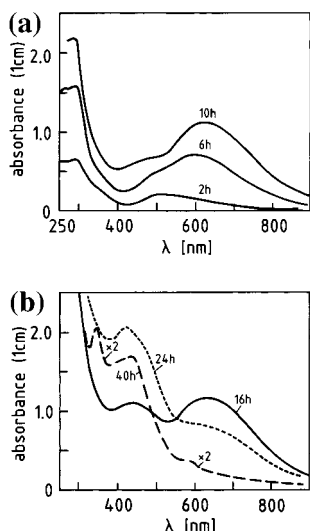 (a)
absorbance (1cm)
2.0
1.0
0
10h
6h
2h
250
400
600
800
λ [nm]
(b)
absorbance (1cm)
2.0
1.0
0
×2
24h
40h
16h
×2
400
600
800
λ [nm]